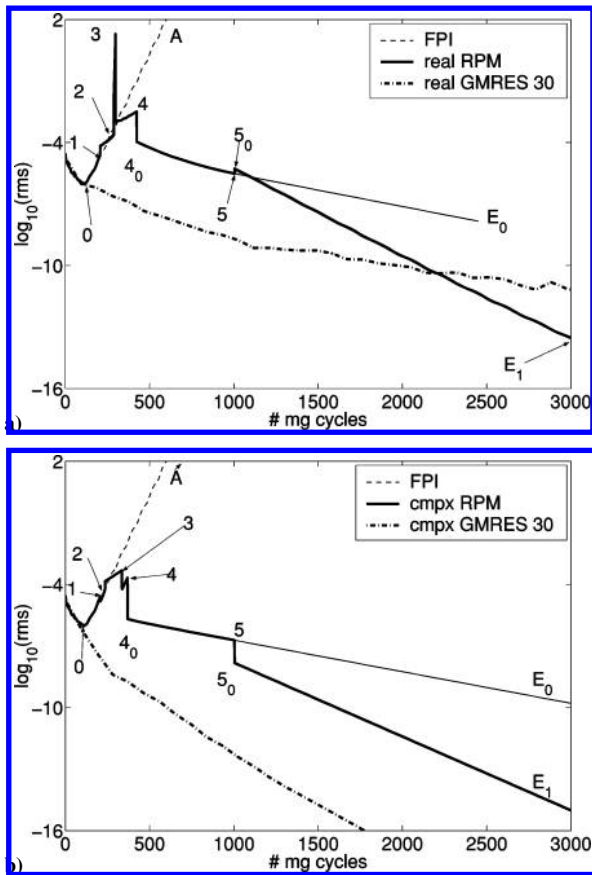 2
-4
-10
-16
log10(rms)
A
3
2
1
0
4
4₀
5₀
5
E₀
E₁
FPI
real RPM
real GMRES 30
0 500 1000 1500 2000 2500 3000
# mg cycles
a)
2
-4
-10
-16
log₁₀(rms)
A
3
2
1
0
4
4₀
5
5₀
E₀
E₁
FPI
cmpx RPM
cmpx GMRES 30
0 500 1000 1500 2000 2500 3000
# mg cycles
b)